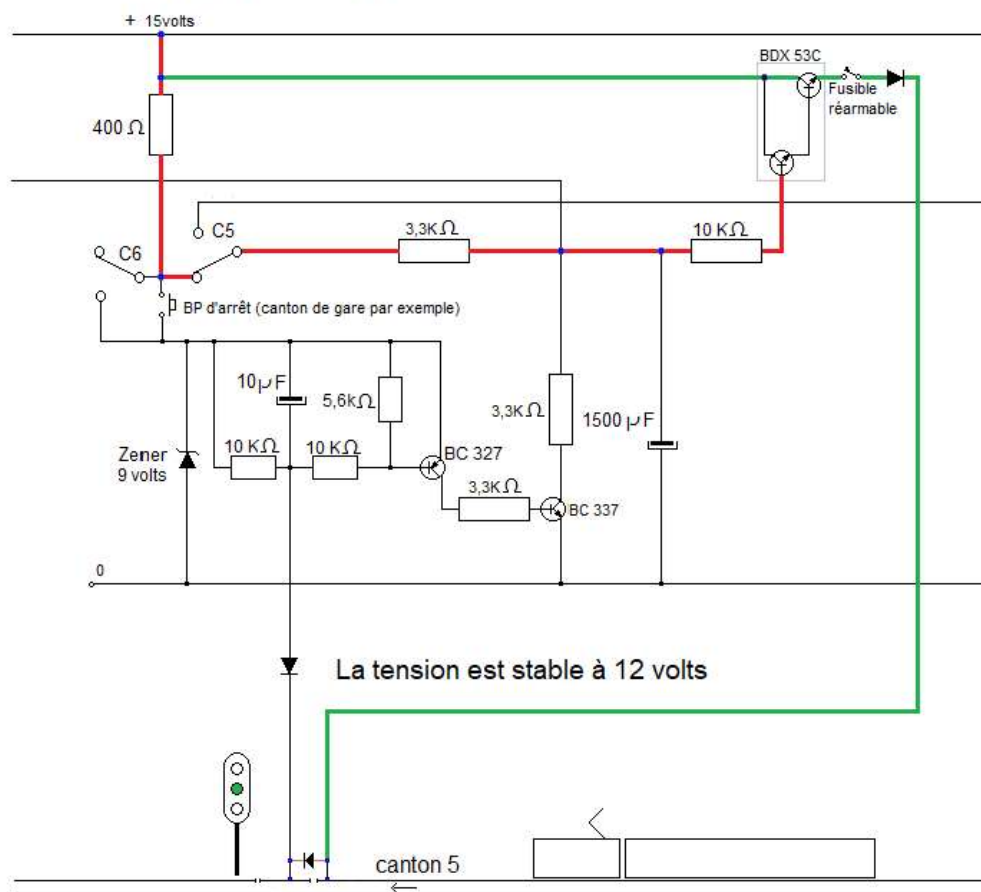 + 15volts
BDX 53C
Fusible
réarmable
400 Ω
C5
3,3KΩ
10 KΩ
C6
BP d'arrêt (canton de gare par exemple)
10μF
5,6kΩ
3,3KΩ
1500 μF
Zener
9 volts
10 KΩ
10 KΩ
BC 327
3,3KΩ
BC 337
0
La tension est stable à 12 volts
canton 5